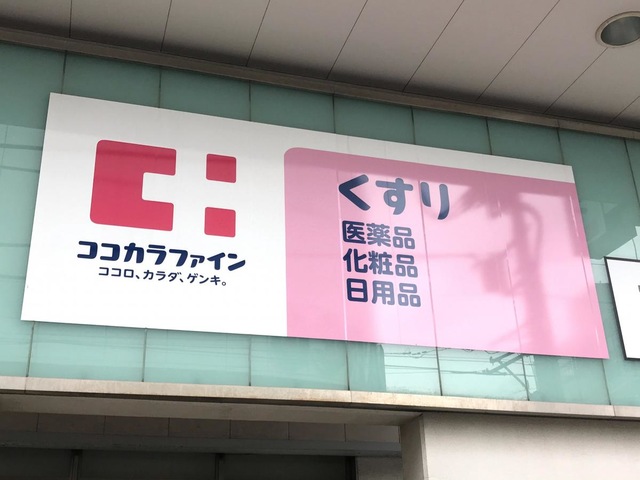 ココカラファイン
ココロ、カラダ、ゲンキ。
くすり
医薬品
化粧品
日用品